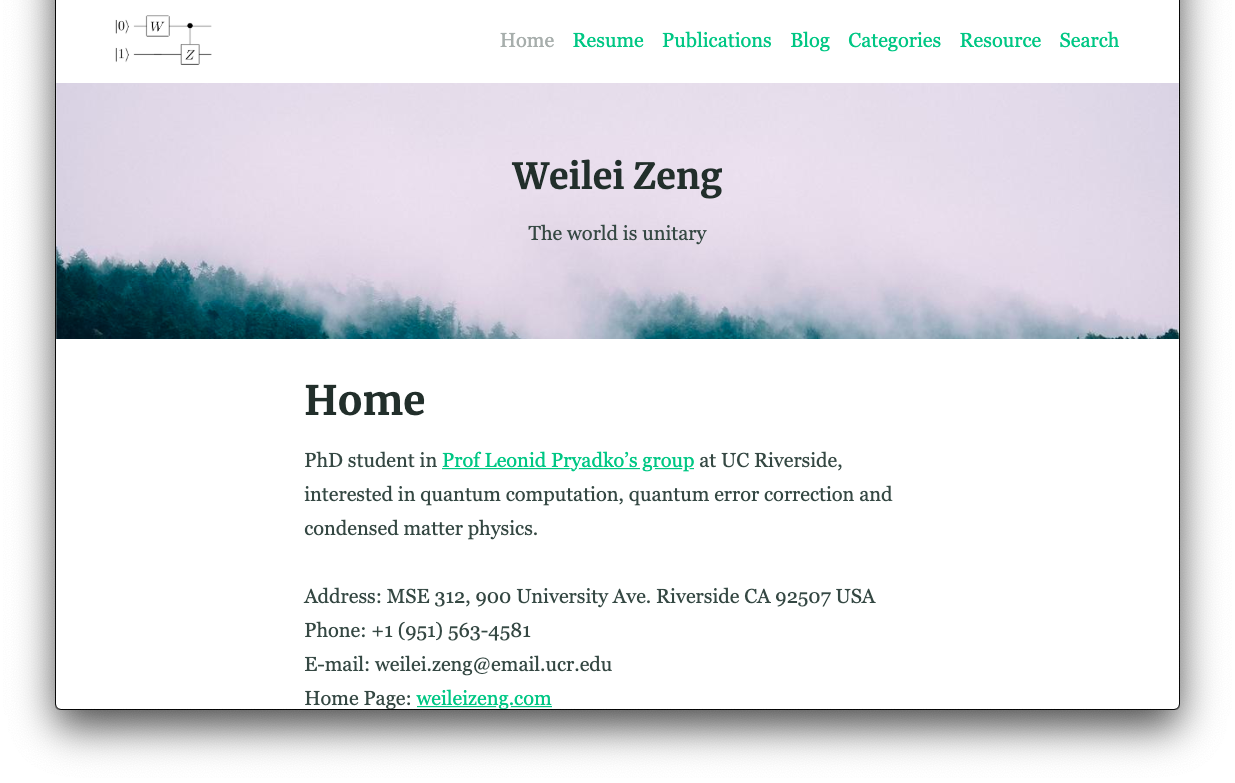 |0⟩ W
|1⟩ Z
Home Resume Publications Blog Categories Resource Search
Weilei Zeng
The world is unitary
Home
PhD student in Prof Leonid Pryadko’s group at UC Riverside,
interested in quantum computation, quantum error correction and
condensed matter physics.
Address: MSE 312, 900 University Ave. Riverside CA 92507 USA
Phone: +1 (951) 563-4581
E-mail: weilei.zeng@email.ucr.edu
Home Page: weileizeng.com